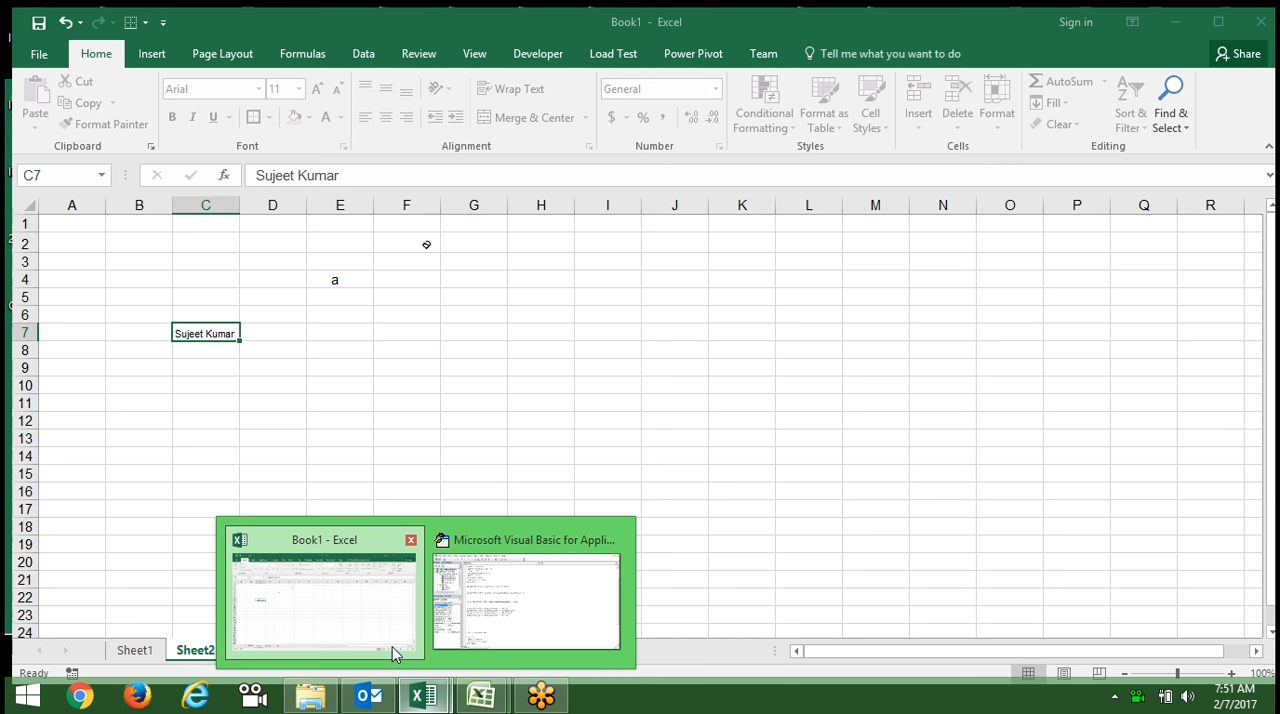 Book1 - Excel
Sign in
File Home Insert Page Layout Formulas Data Review View Developer Load Test Power Pivot Team Tell me what you want to do Share
Paste
Cut
Copy
Format Painter
Clipboard
Arial 11
B I U
Font
Wrap Text
Merge & Center
Alignment
General
$ % ,
Number
Conditional Formatting
Format as Table
Cell Styles
Styles
Insert Delete Format
Cells
AutoSum
Fill
Clear
Sort & Filter
Find & Select
Editing
C7 fx Sujeet Kumar
A B C D E F G H I J K L M N O P Q R
1
2 a
3
4 a
5
6
7 Sujeet Kumar
8
9
10
11
12
13
14
15
16
17
18
19
20
21
22
23
24
Book1 - Excel
Microsoft Visual Basic for Appli...
Sheet1 Sheet2
Ready
100%
7:51 AM
2/7/2017